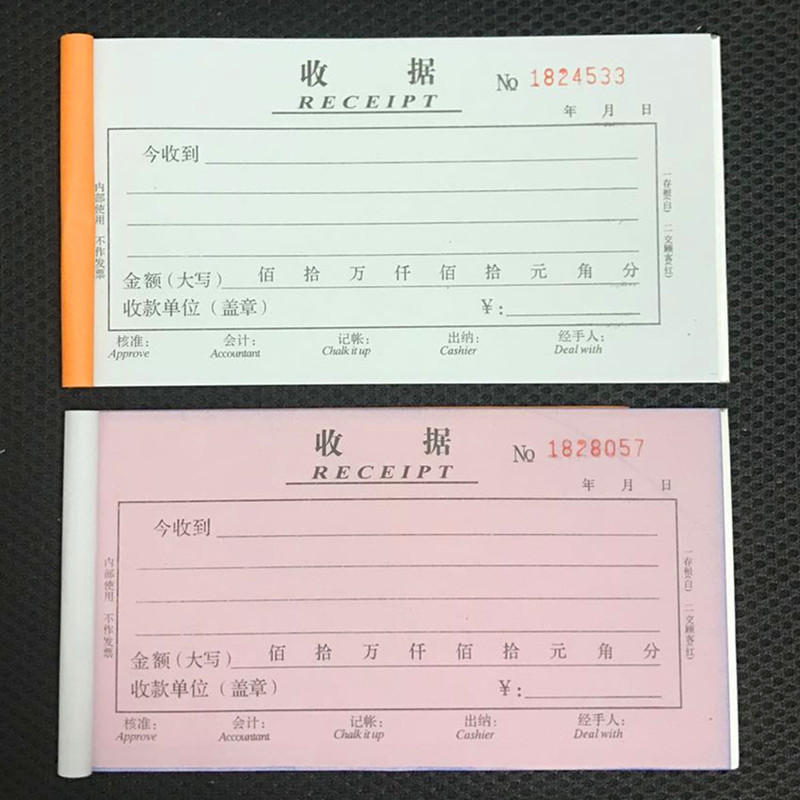 收 据
RECEIPT
No 1824533
年 月 日
今收到
金额(大写) 佰 拾 万 仟 佰 拾 元 角 分
收款单位(盖章) ¥:
核准: 会计: 记帐: 出纳: 经手人:
Approve Accountant Chalk it up Cashier Deal with
内部使用 不作发票
一存根(白) 二交顾客(红)
收 据
RECEIPT
No 1828057
年 月 日
今收到
金额(大写) 佰 拾 万 仟 佰 拾 元 角 分
收款单位(盖章) ¥:
核准: 会计: 记帐: 出纳: 经手人:
Approve Accountant Chalk it up Cashier Deal with
内部使用 不作发票
一存根(白) 二交顾客(红)